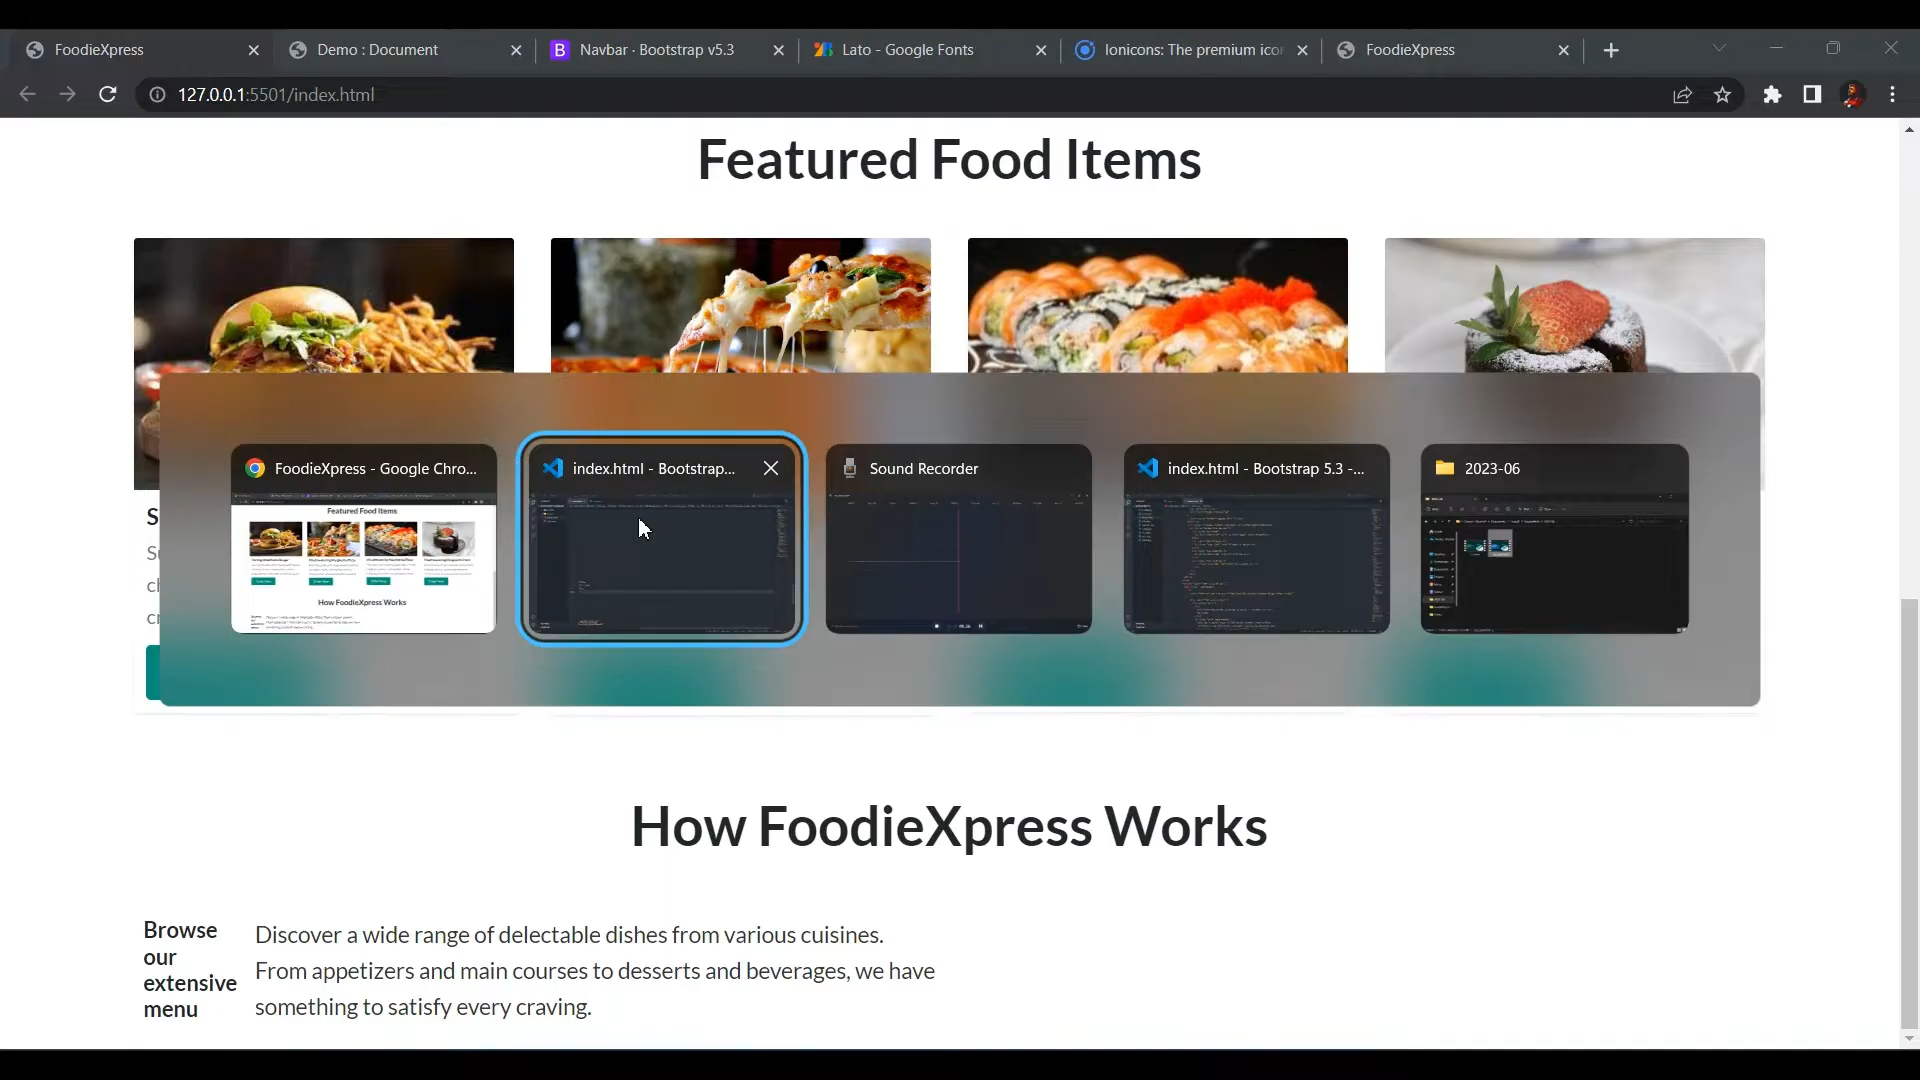 FoodieXpress
Demo : Document
Navbar · Bootstrap v5.3
Lato - Google Fonts
Ionicons: The premium icor
FoodieXpress
127.0.0.1:5501/index.html
Featured Food Items
FoodieXpress - Google Chro...
index.html - Bootstrap...
Sound Recorder
index.html - Bootstrap 5.3 -...
2023-06
Featured Food Items
How FoodieXpress Works
How FoodieXpress Works
Browse
our
extensive
menu
Discover a wide range of delectable dishes from various cuisines.
From appetizers and main courses to desserts and beverages, we have
something to satisfy every craving.